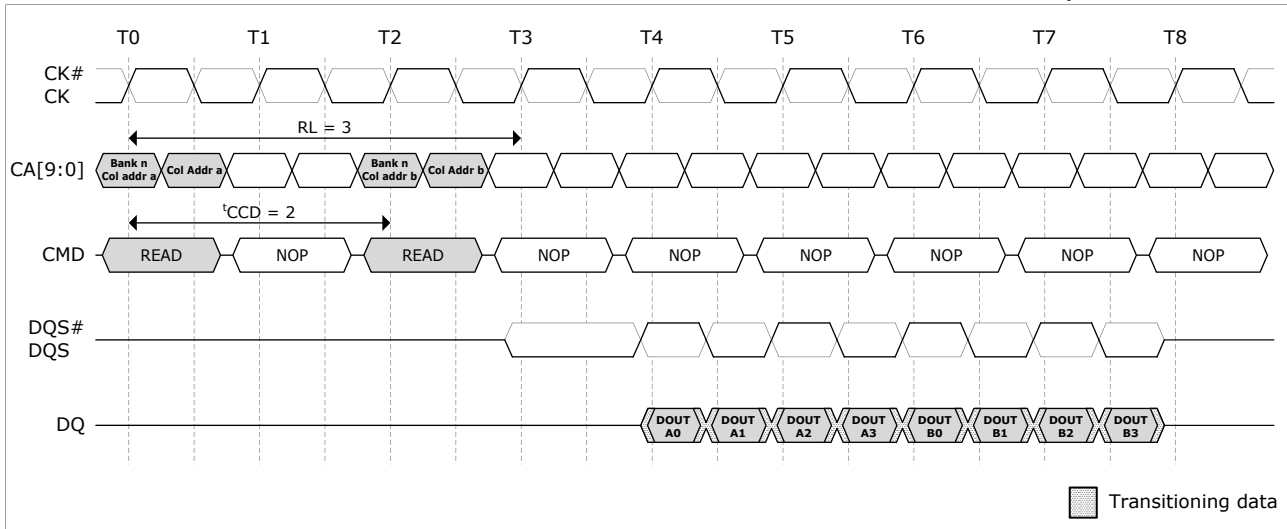 T0 T1 T2 T3 T4 T5 T6 T7 T8
CK#
CK
RL = 3
CA[9:0]
Bank n
Col addr a
Col Addr a
Bank n
Col addr b
Col Addr b
tCCD = 2
CMD READ NOP READ NOP NOP NOP NOP NOP NOP
DQS#
DQS
DQ
DOUT
A0
DOUT
A1
DOUT
A2
DOUT
A3
DOUT
B0
DOUT
B1
DOUT
B2
DOUT
B3
Transitioning data